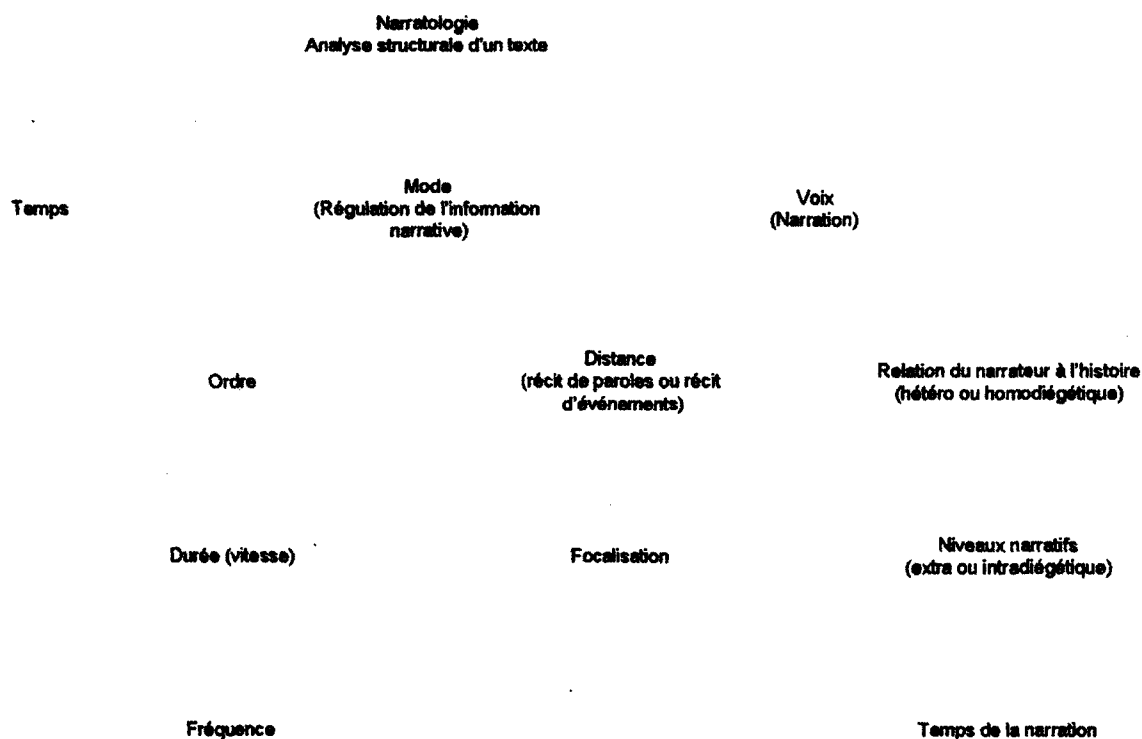 Narratologie
Analyse structurale d'un texte
Temps
Mode
(Régulation de l'information
narrative)
Voix
(Narration)
Ordre
Distance
(récit de paroles ou récit
d'événements)
Relation du narrateur à l'histoire
(hétéro ou homodiégétique)
Durée (vitesse)
Focalisation
Niveaux narratifs
(extra ou intradiégétique)
Fréquence
Temps de la narration